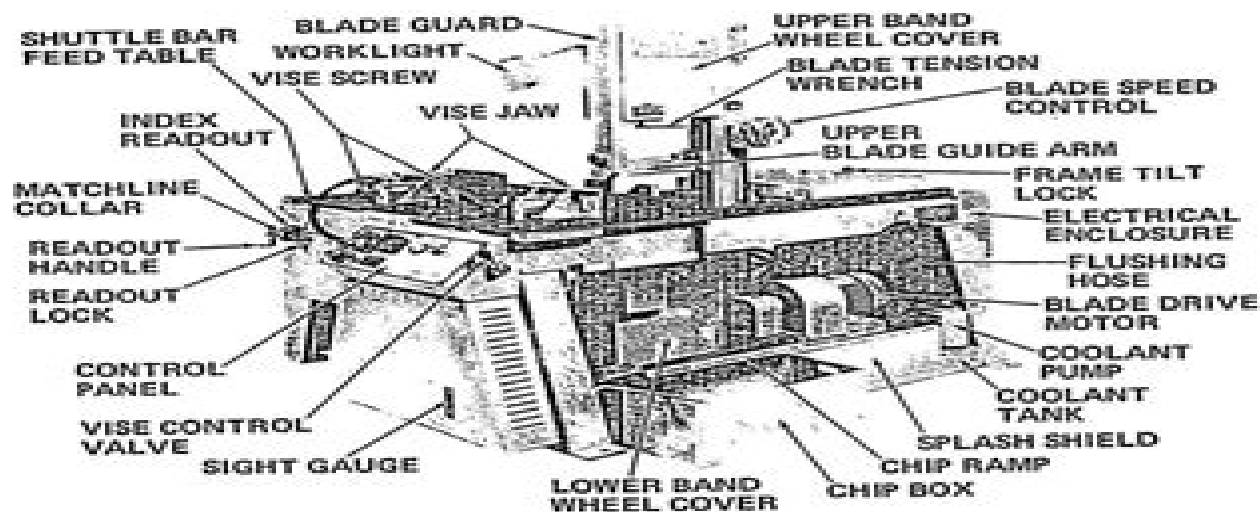 BLADE GUARD
WORKLIGHT
SHUTTLE BAR
FEED TABLE
VISE SCREW
INDEX
READOUT
VISE JAW
MATCHLINE
COLLAR
READOUT
HANDLE
READOUT
LOCK
CONTROL
PANEL
VISE CONTROL
VALVE
SIGHT GAUGE
UPPER BAND
WHEEL COVER
BLADE TENSION
WRENCH
BLADE SPEED
CONTROL
UPPER
BLADE GUIDE ARM
FRAME TILT
LOCK
ELECTRICAL
ENCLOSURE
FLUSHING
HOSE
BLADE DRIVE
MOTOR
COOLANT
PUMP
COOLANT
TANK
SPLASH SHIELD
CHIP RAMP
CHIP BOX
LOWER BAND
WHEEL COVER